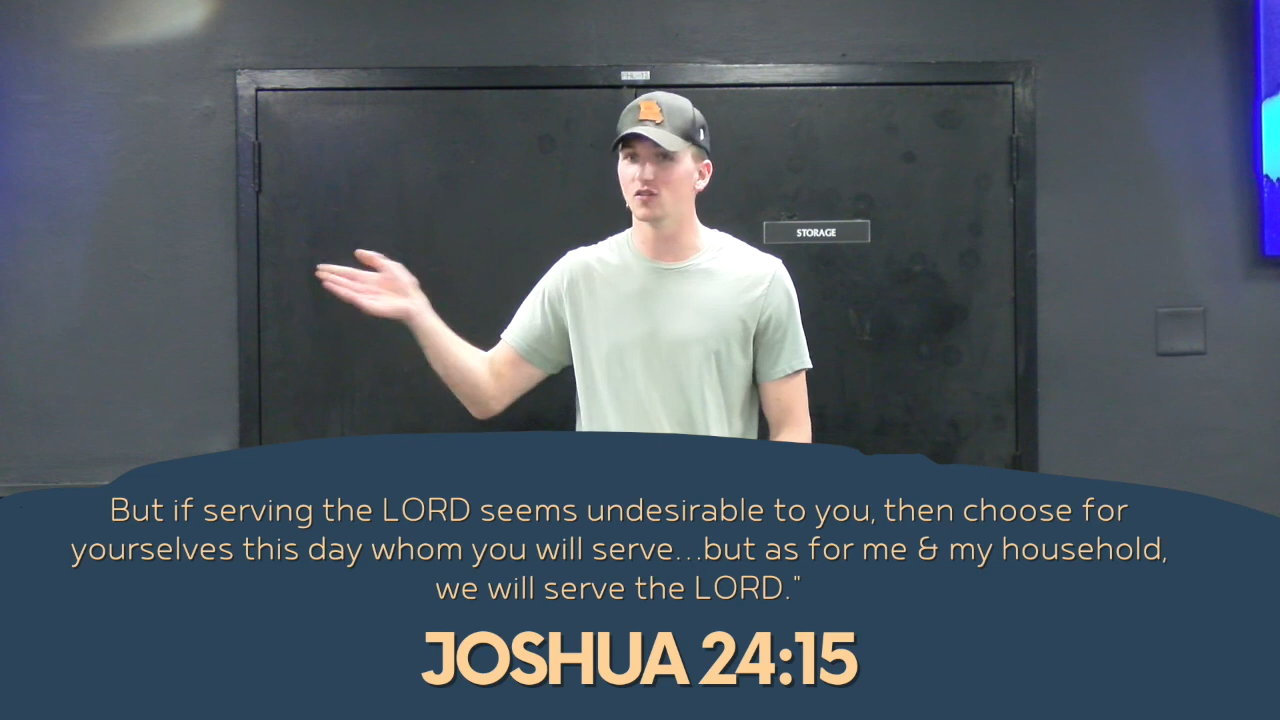 STORAGE
But if serving the LORD seems undesirable to you, then choose for
yourselves this day whom you will serve...but as for me & my household,
we will serve the LORD."
JOSHUA 24:15